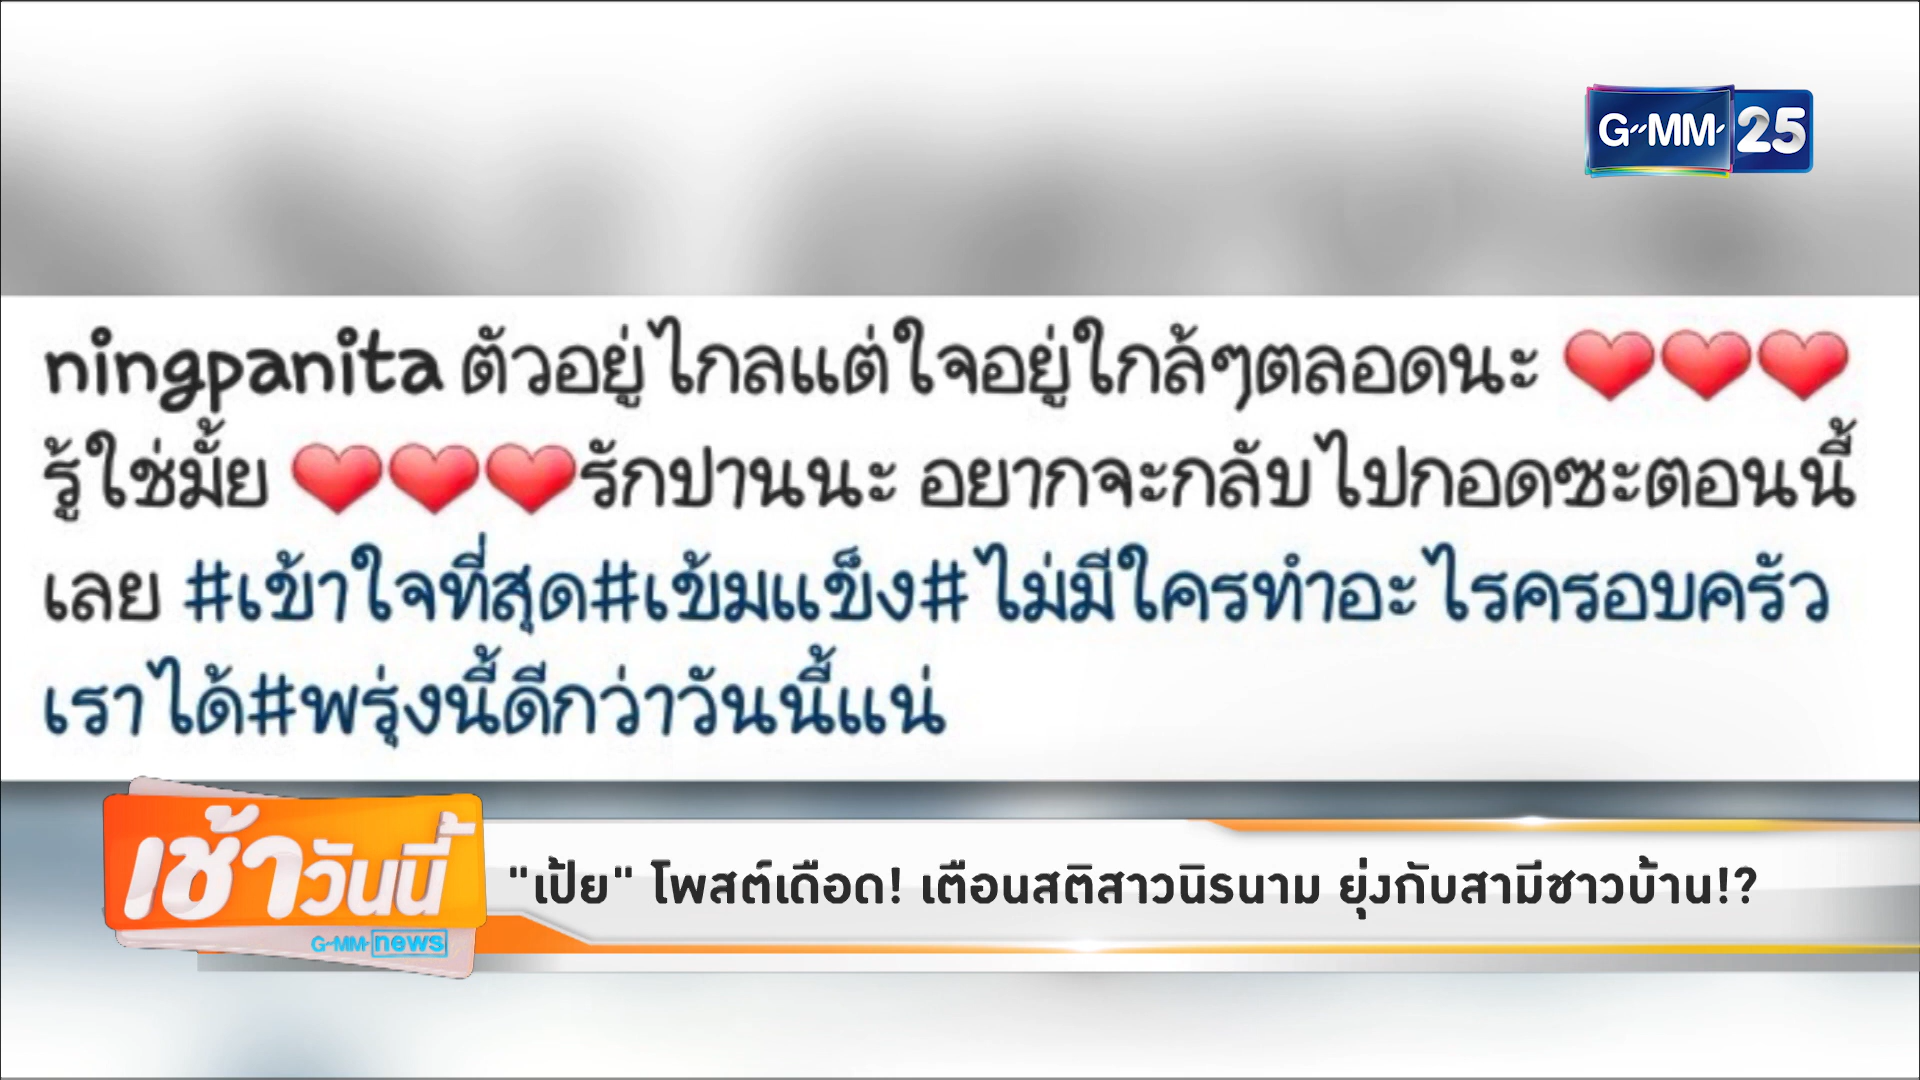 G-MM 25
ningpanita ตัวอยู่ไกลแต่ใจอยู่ใกล้ๆตลอดนะ ❤❤❤
รู้ใช่มั้ย ❤❤❤รักปานนะ อยากจะกลับไปกอดซะตอนนี้
เลย #เข้าใจที่สุด#เข้มแข็ง#ไม่มีใครทำอะไรครอบครัว
เราได้#พรุ่งนี้ดีกว่าวันนี้แน่
เช้าวันนี้
G-MM news
"เป้ย" โพสต์เดือด! เตือนสติสาวนิรนาม ยุ่งกับสามีชาวบ้าน!?